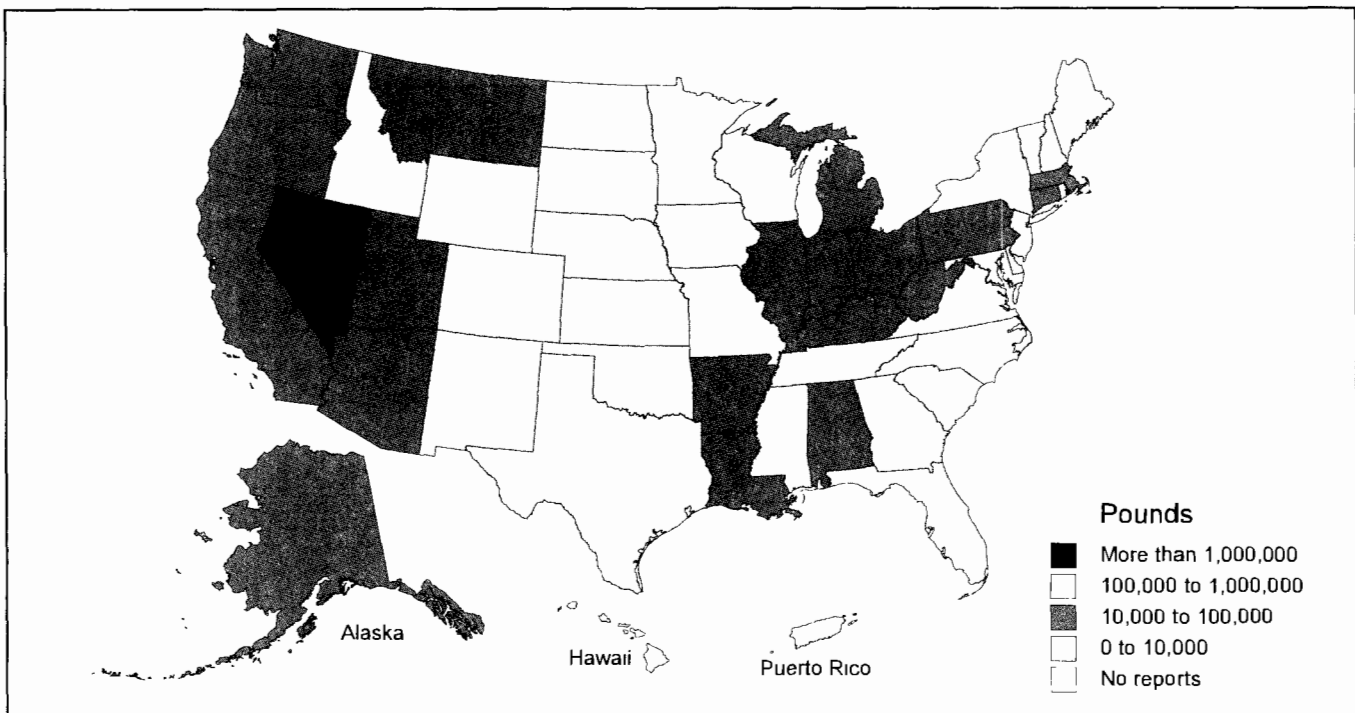 Pounds
More than 1,000,000
100,000 to 1,000,000
10,000 to 100,000
0 to 10,000
No reports
Alaska
Hawaii
Puerto Rico